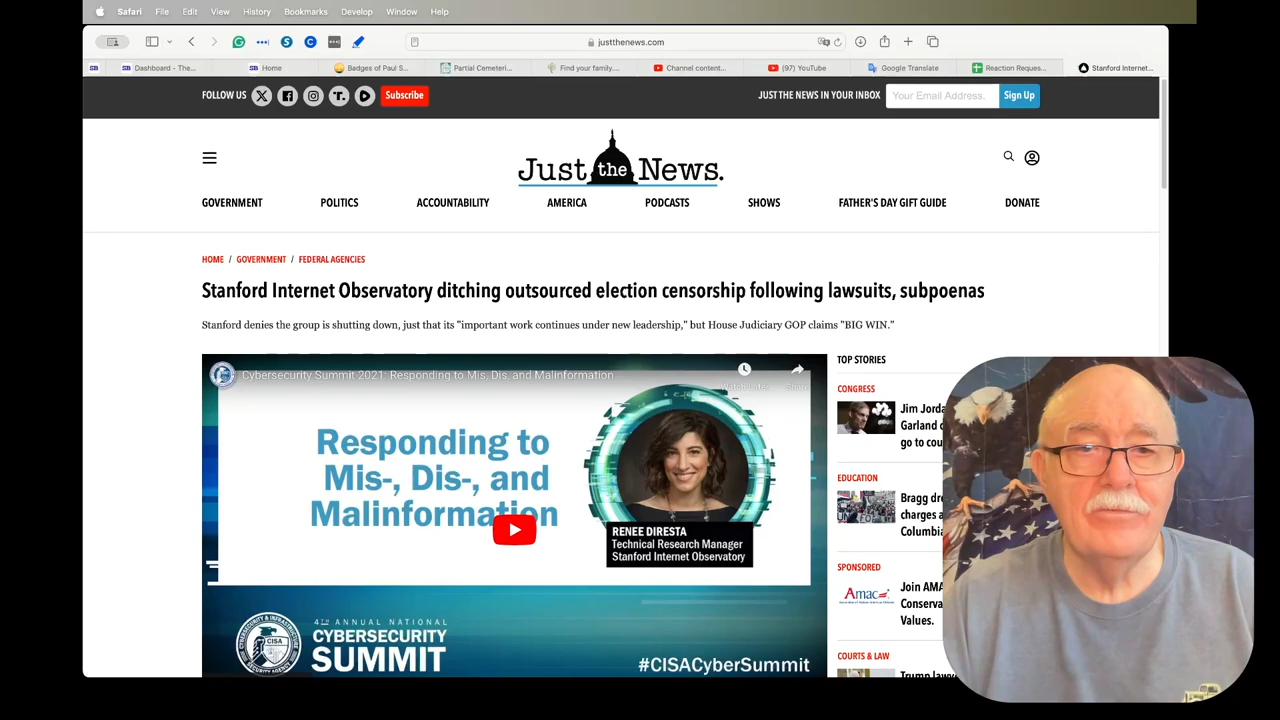 Safari File Edit View History Bookmarks Develop Window Help
justthenews.com
Dashboard - The... Home Badges of Paul S... Partial Cemeteri... Find your family.... Channel content... (97) YouTube Google Translate Reaction Reques... Stanford Internet...
FOLLOW US Subscribe JUST THE NEWS IN YOUR INBOX Your Email Address. Sign Up
Just the News.
GOVERNMENT POLITICS ACCOUNTABILITY AMERICA PODCASTS SHOWS FATHER'S DAY GIFT GUIDE DONATE
HOME / GOVERNMENT / FEDERAL AGENCIES
Stanford Internet Observatory ditching outsourced election censorship following lawsuits, subpoenas
Stanford denies the group is shutting down, just that its "important work continues under new leadership," but House Judiciary GOP claims "BIG WIN."
Cybersecurity Summit 2021: Responding to Mis, Dis, and Malinformation
Watch Later Share
Responding to
Mis-, Dis-, and
Malinformation
RENEE DIRESTA
Technical Research Manager
Stanford Internet Observatory
CISA
4TH ANNUAL NATIONAL
CYBERSECURITY
SUMMIT
#CISACyberSummit
TOP STORIES
CONGRESS
Jim Jorda
Garland
go to cou
EDUCATION
Bragg dr
charges a
Columbi
SPONSORED
Amac
Join AMA
Conserva
Values.
COURTS & LAW
Trump lawy